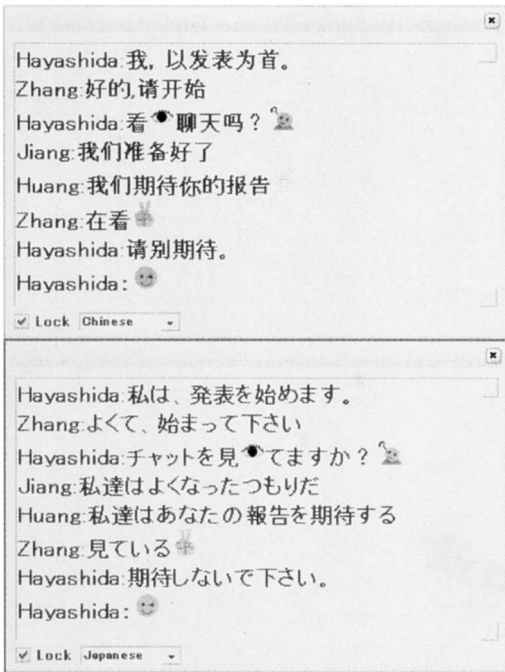 Hayashida:我，以发表为首。
Zhang:好的,请开始
Hayashida:看聊天吗？
Jiang:我们准备好了
Huang:我们期待你的报告
Zhang:在看
Hayashida:请别期待。
Hayashida:
Lock Chinese
Hayashida:私は、発表を始めます。
Zhang:よくて、始まって下さい
Hayashida:チャットを見てますか？
Jiang:私達はよくなったつもりだ
Huang:私達はあなたの報告を期待する
Zhang:見ている
Hayashida:期待しないで下さい。
Hayashida:
Lock Japanese